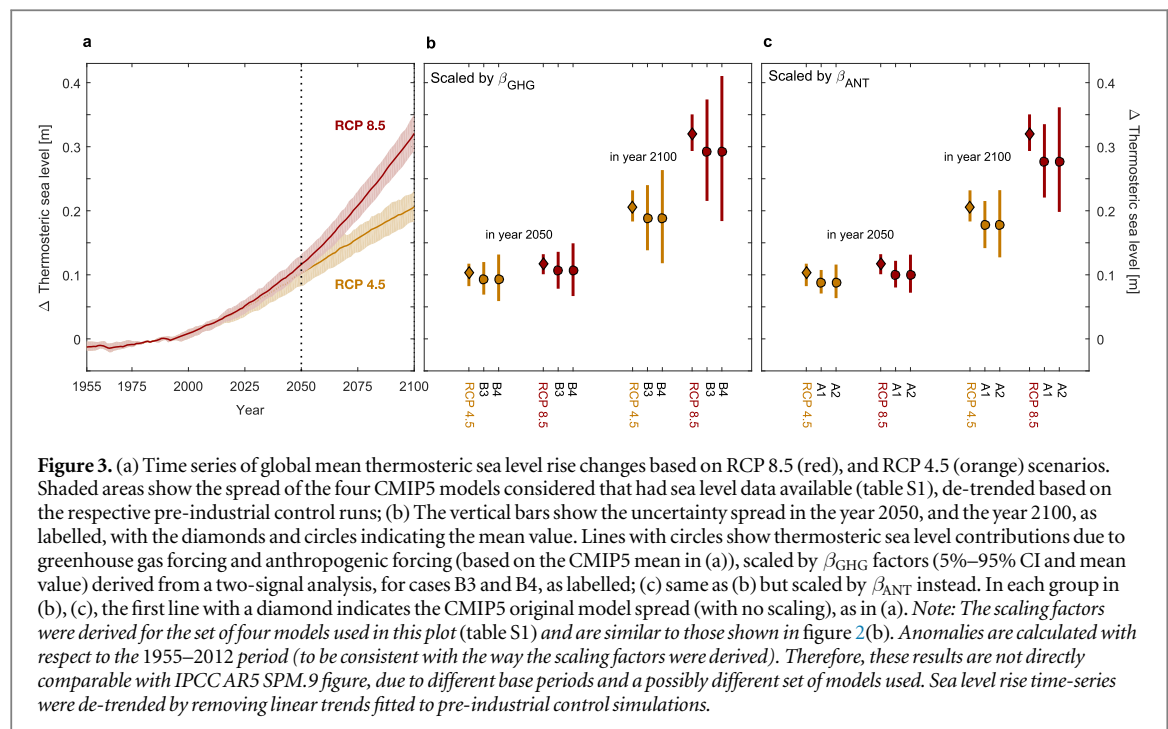 a
b
c
0.4
0.3
0.2
0.1
0
Δ Thermosteric sea level [m]
RCP 8.5
RCP 4.5
1955
1975
2000
2025
2050
2075
2100
Year
Scaled by βGHG
in year 2100
in year 2050
RCP 4.5
B3
B4
RCP 8.5
B3
B4
RCP 4.5
B3
B4
RCP 8.5
B3
B4
Scaled by βANT
in year 2100
in year 2050
RCP 4.5
A1
A2
RCP 8.5
A1
A2
RCP 4.5
A1
A2
RCP 8.5
A1
A2
0.4
0.3
0.2
0.1
0
Δ Thermosteric sea level [m]
Figure 3. (a) Time series of global mean thermosteric sea level rise changes based on RCP 8.5 (red), and RCP 4.5 (orange) scenarios.
Shaded areas show the spread of the four CMIP5 models considered that had sea level data available (table S1), de-trended based on
the respective pre-industrial control runs; (b) The vertical bars show the uncertainty spread in the year 2050, and the year 2100, as
labelled, with the diamonds and circles indicating the mean value. Lines with circles show thermosteric sea level contributions due to
greenhouse gas forcing and anthropogenic forcing (based on the CMIP5 mean in (a)), scaled by βGHG factors (5%–95% CI and mean
value) derived from a two-signal analysis, for cases B3 and B4, as labelled; (c) same as (b) but scaled by βANT instead. In each group in
(b), (c), the first line with a diamond indicates the CMIP5 original model spread (with no scaling), as in (a). Note: The scaling factors
were derived for the set of four models used in this plot (table S1) and are similar to those shown in figure 2(b). Anomalies are calculated with
respect to the 1955–2012 period (to be consistent with the way the scaling factors were derived). Therefore, these results are not directly
comparable with IPCC AR5 SPM.9 figure, due to different base periods and a possibly different set of models used. Sea level rise time-series
were de-trended by removing linear trends fitted to pre-industrial control simulations.